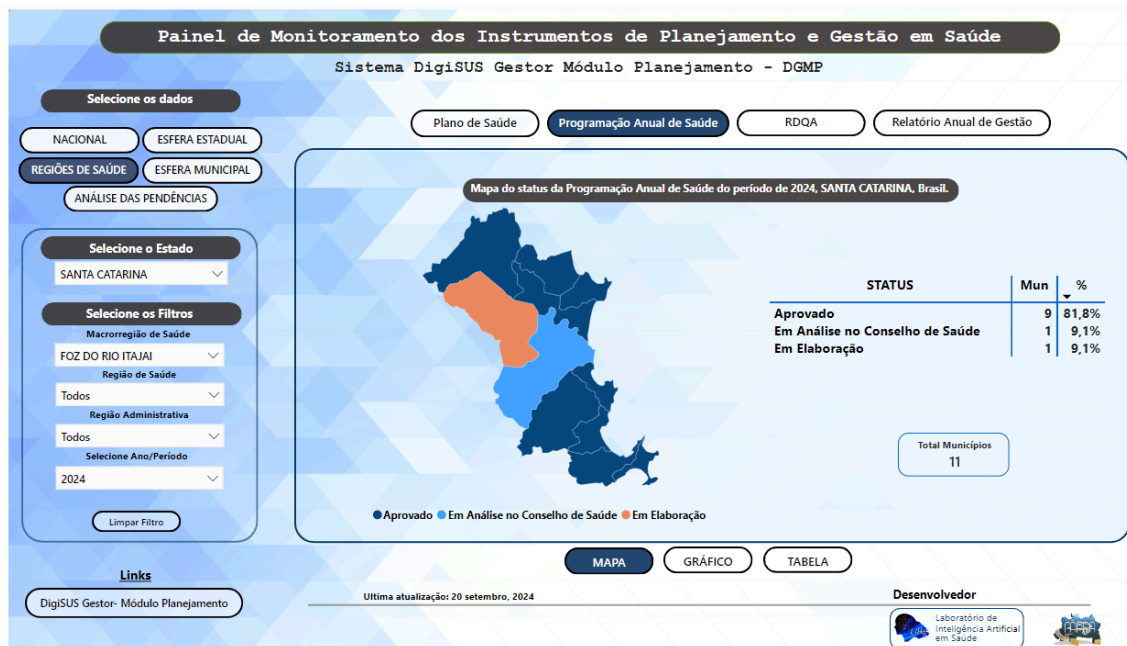 Painel de Monitoramento dos Instrumentos de Planejamento e Gestão em Saúde
Sistema DigiSUS Gestor Módulo Planejamento - DGMP
Selecione os dados
NACIONAL
ESFERA ESTADUAL
REGIÕES DE SAÚDE
ESFERA MUNICIPAL
ANÁLISE DAS PENDÊNCIAS
Selecione o Estado
SANTA CATARINA
Selecione os Filtros
Macrorregião de Saúde
FOZ DO RIO ITAJAI
Região de Saúde
Todos
Região Administrativa
Todos
Selecione Ano/Período
2024
Limpar Filtro
Links
DigiSUS Gestor- Módulo Planejamento
Plano de Saúde
Programação Anual de Saúde
RDQA
Relatório Anual de Gestão
Mapa do status da Programação Anual de Saúde do período de 2024, SANTA CATARINA, Brasil.
STATUS Mun %
Aprovado 9 81,8%
Em Análise no Conselho de Saúde 1 9,1%
Em Elaboração 1 9,1%
Total Municípios
11
Aprovado Em Análise no Conselho de Saúde Em Elaboração
MAPA
GRÁFICO
TABELA
Ultima atualização: 20 setembro, 2024
Desenvolvedor
Laboratório de
Inteligência Artificial
em Saúde